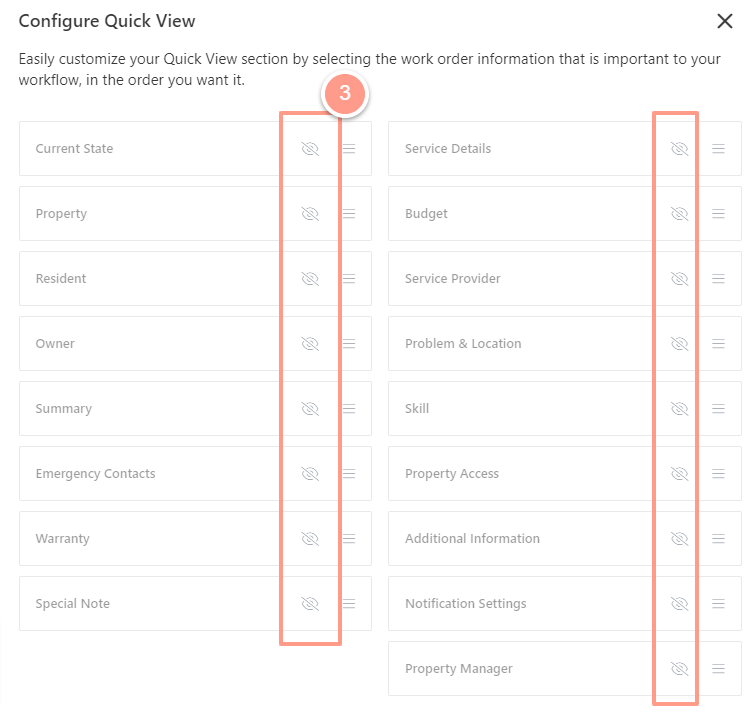 Configure Quick View
Easily customize your Quick View section by selecting the work order information that is important to your
workflow, in the order you want it.
3
Current State
Property
Resident
Owner
Summary
Emergency Contacts
Warranty
Special Note
Service Details
Budget
Service Provider
Problem & Location
Skill
Property Access
Additional Information
Notification Settings
Property Manager